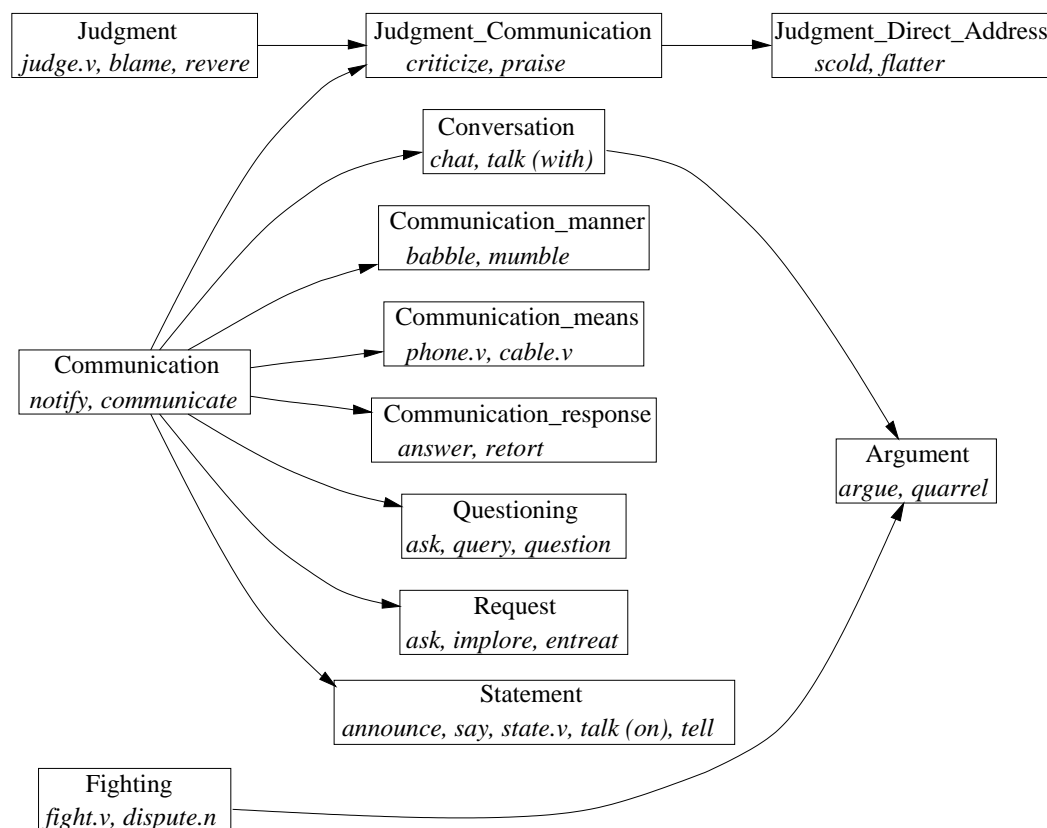 Judgment
judge.v, blame, revere
Judgment_Communication
criticize, praise
Judgment_Direct_Address
scold, flatter
Conversation
chat, talk (with)
Communication_manner
babble, mumble
Communication_means
phone.v, cable.v
Communication
notify, communicate
Communication_response
answer, retort
Argument
argue, quarrel
Questioning
ask, query, question
Request
ask, implore, entreat
Statement
announce, say, state.v, talk (on), tell
Fighting
fight.v, dispute.n